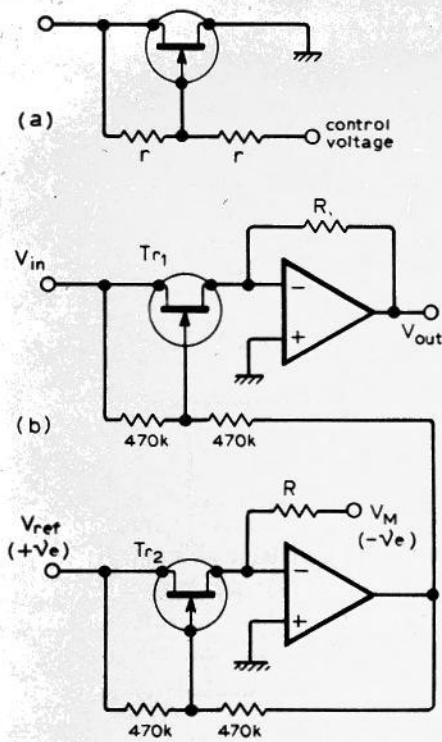 (a)
r
r
control
voltage
R
Vin
Tr1
−
+
Vout
470k
470k
(b)
R
Vref
(+ve)
Tr2
VM
(−ve)
−
+
470k
470k